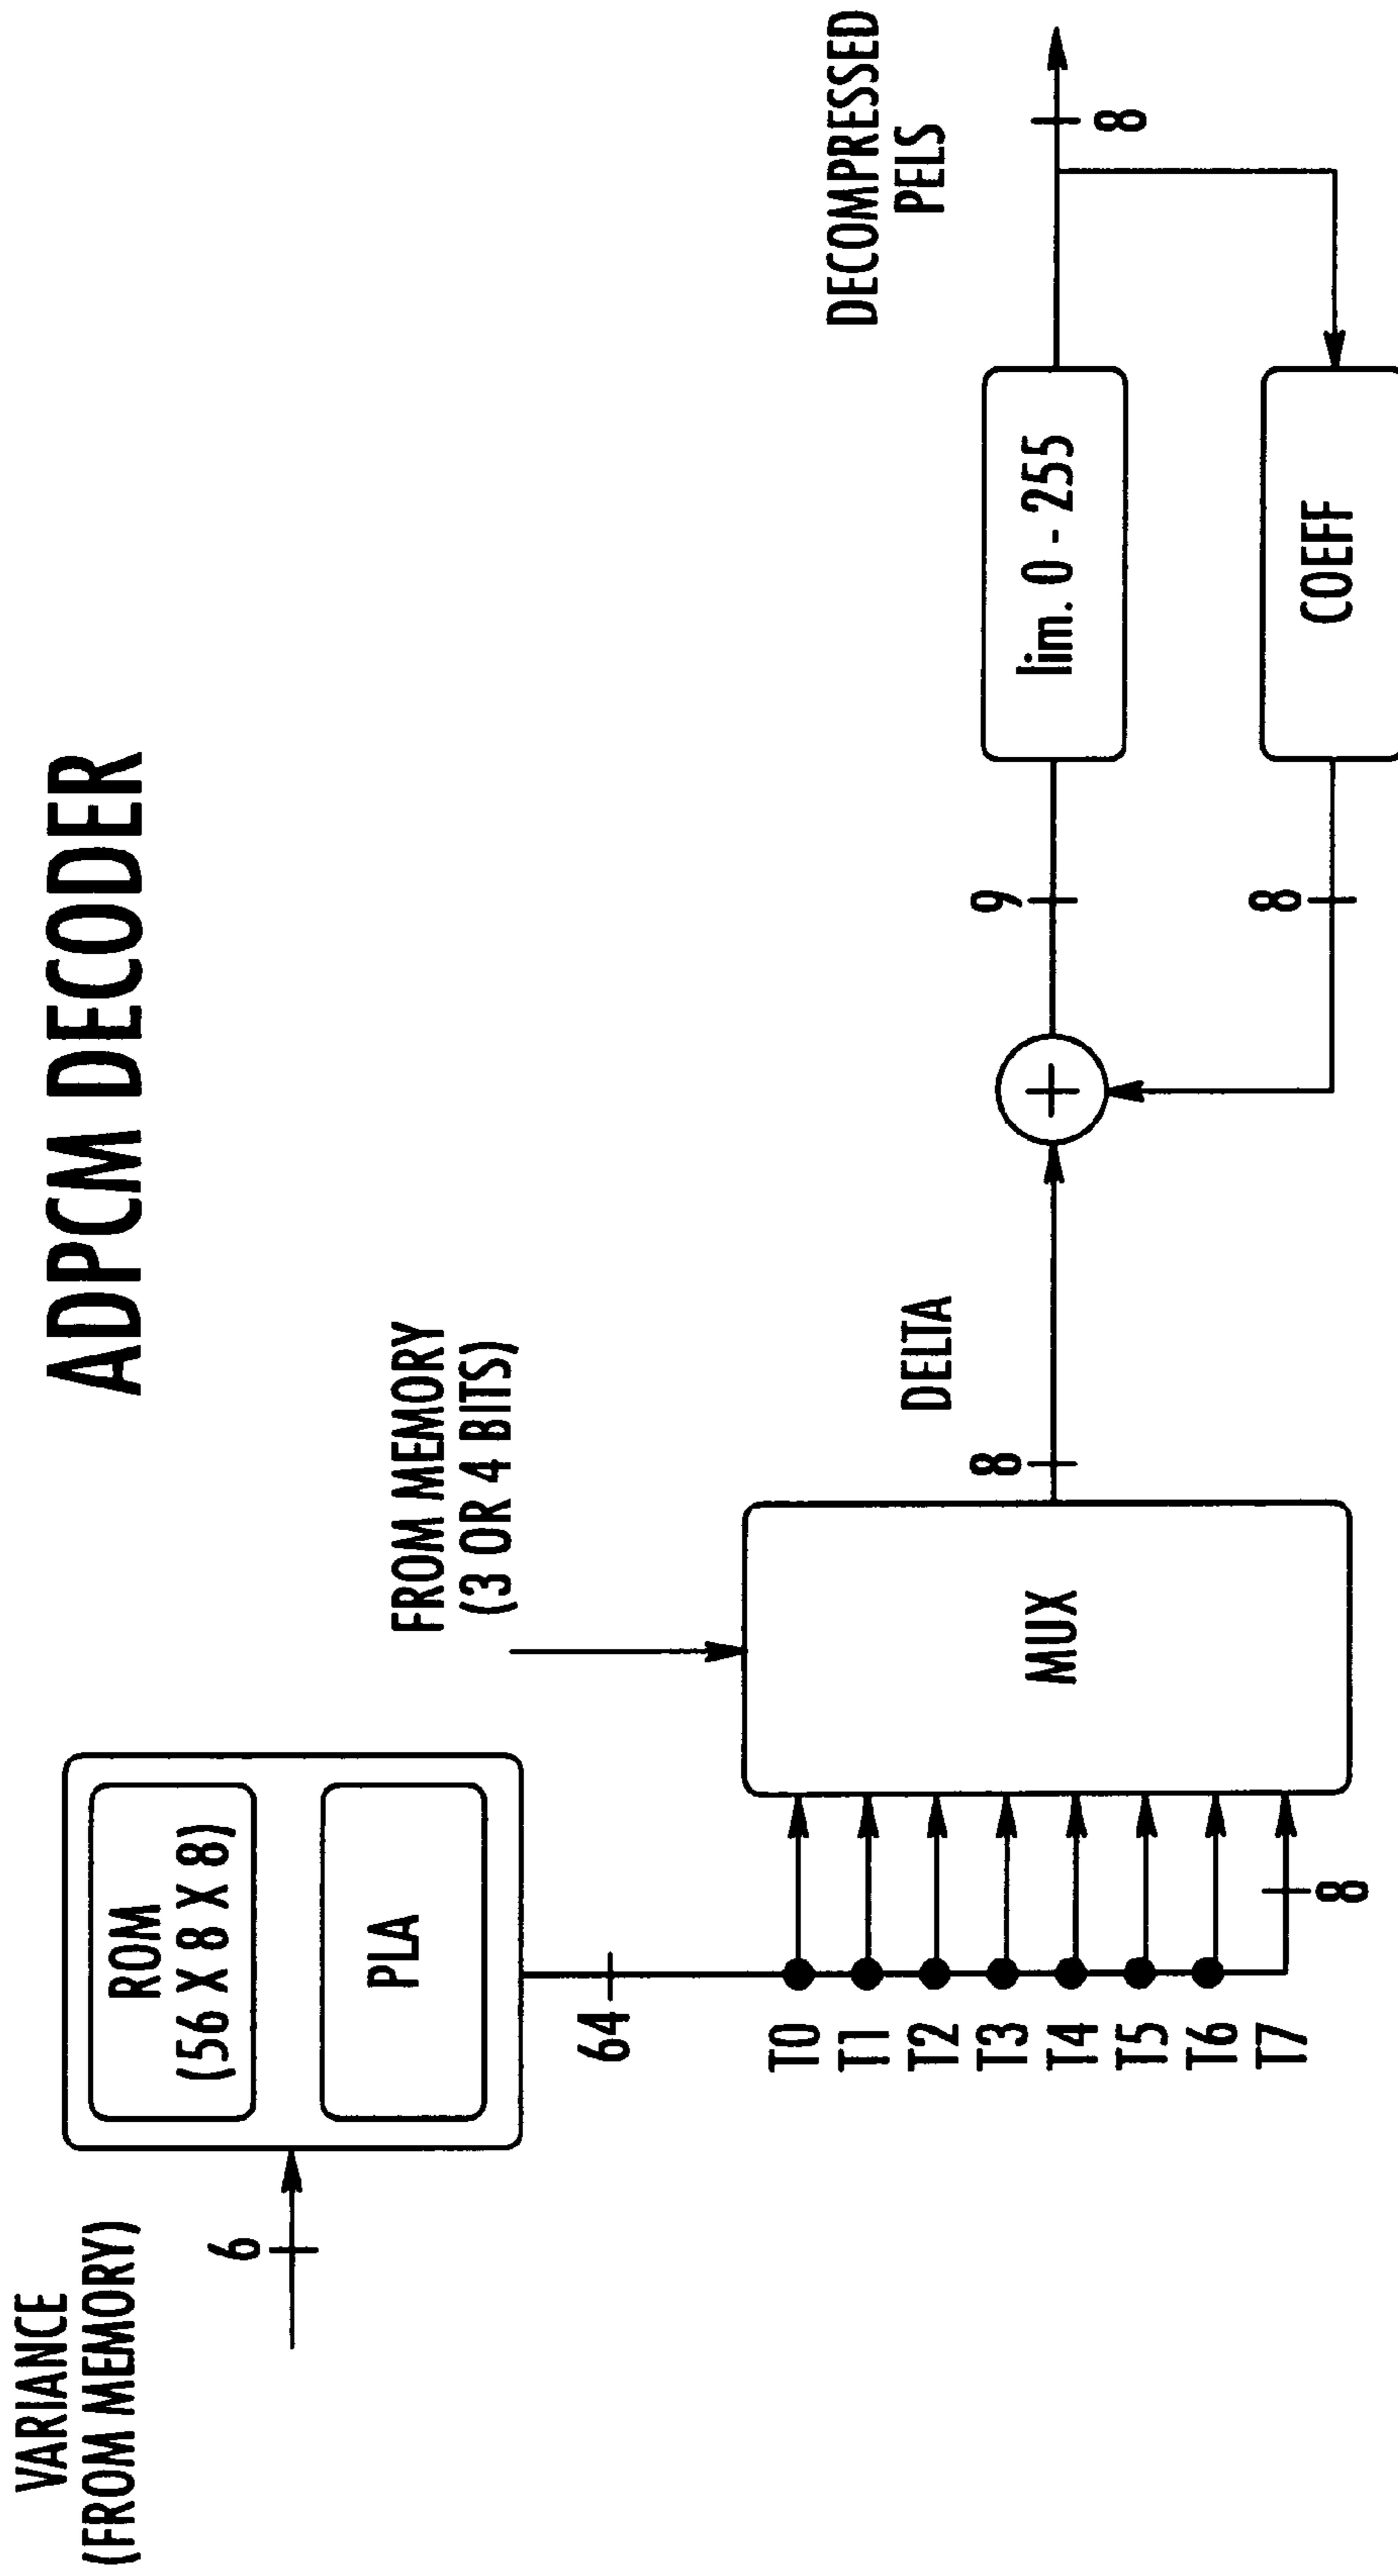 ADPCM DECODER
VARIANCE
(FROM MEMORY)
6
ROM
(56 X 8 X 8)
PLA
64
FROM MEMORY
(3 OR 4 BITS)
T0
T1
T2
T3
T4
T5
T6
T7
8
MUX
8
DELTA
+
9
lim. 0 - 255
DECOMPRESSED
PELS
8
8
COEFF